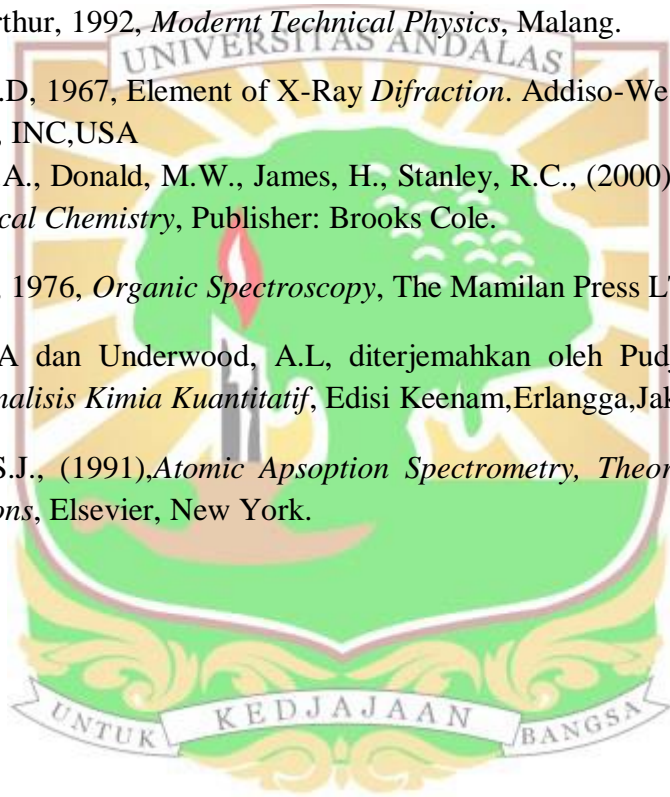 rthur, 1992, Modernt Technical Physics, Malang.
UNIVERSITAS ANDALAS
.D, 1967, Element of X-Ray Difraction. Addiso-We
, INC,USA
A., Donald, M.W., James, H., Stanley, R.C., (2000)
cal Chemistry, Publisher: Brooks Cole.
, 1976, Organic Spectroscopy, The Mamilan Press L
A dan Underwood, A.L, diterjemahkan oleh Pudj
nalisis Kimia Kuantitatif, Edisi Keenam,Erlangga,Jak
S.J., (1991),Atomic Apsoption Spectrometry, Theor
ons, Elsevier, New York.
UNTUK KEDJAJAAN BANGSA